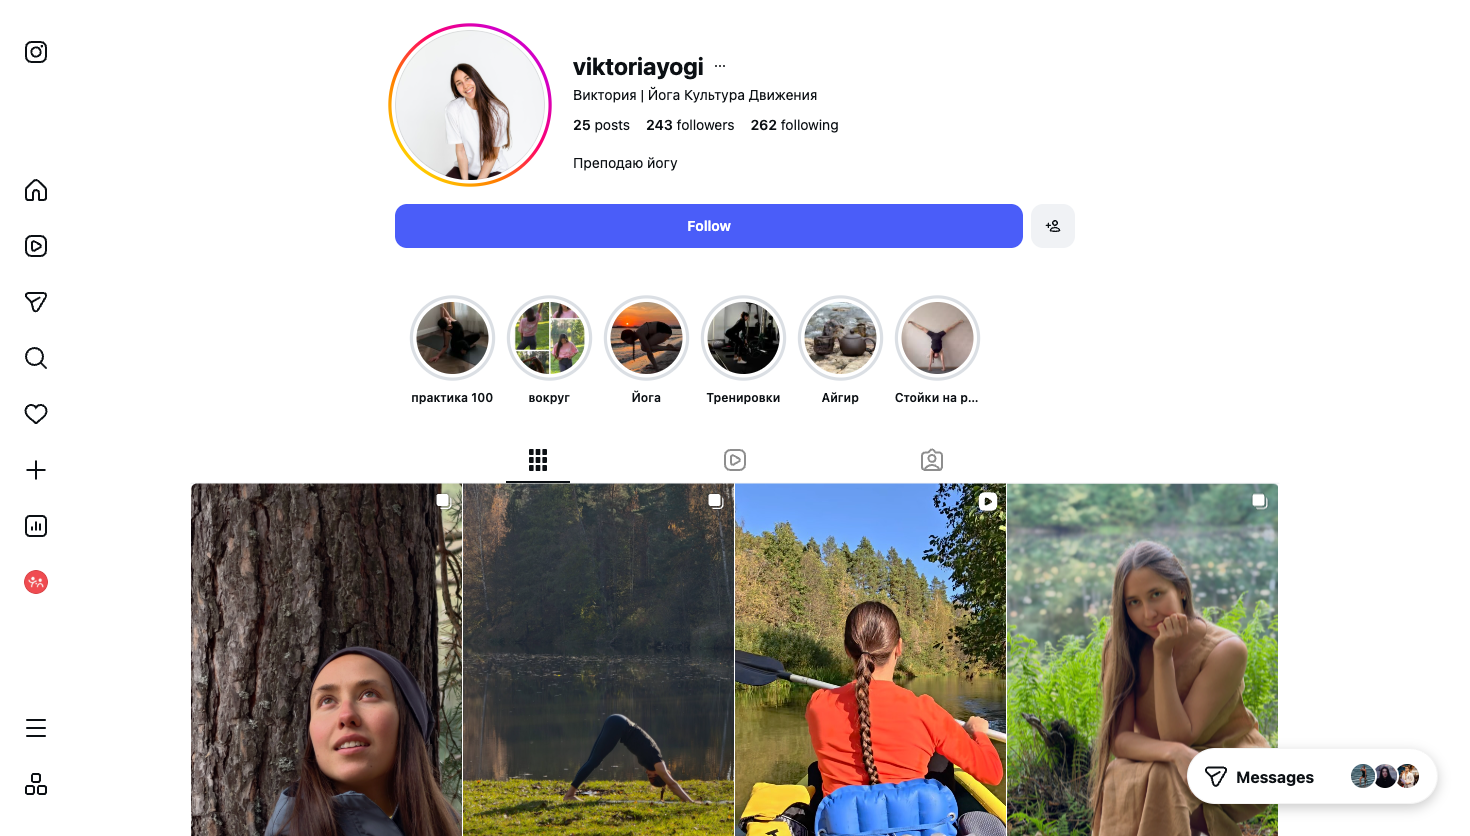 viktoriayogi ...
Виктория | Йога Культура Движения
25 posts 243 followers 262 following
Преподаю йогу
Follow
практика 100
вокруг
Йога
Тренировки
Айгир
Стойки на р...
Messages